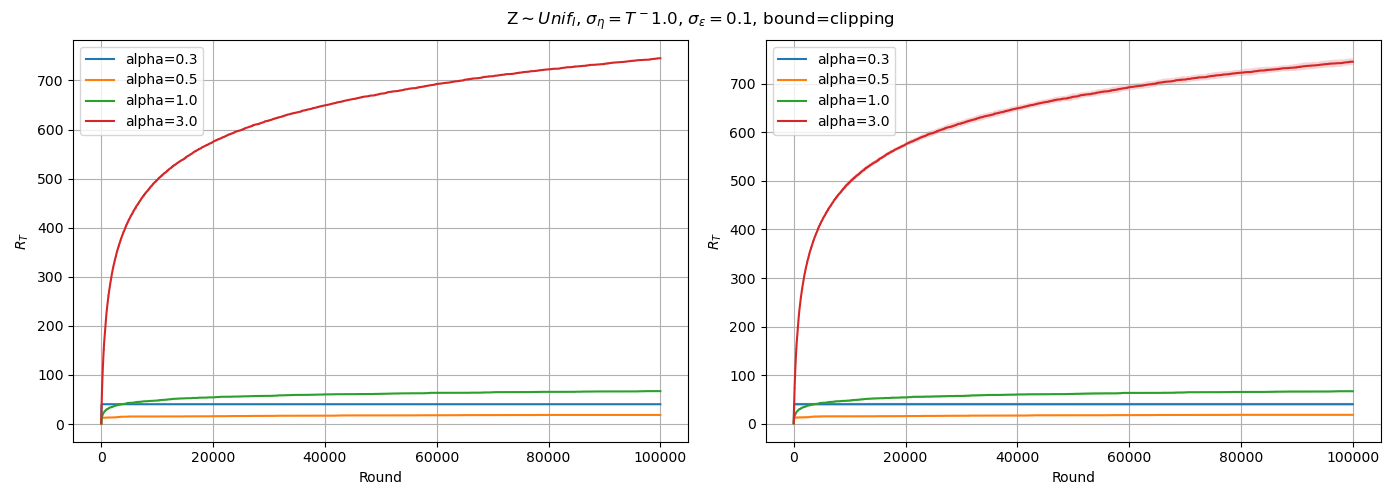 Z ∼ Unif_I, σ_η = T^−1.0, σ_ε = 0.1, bound=clipping
alpha=0.3
alpha=0.5
alpha=1.0
alpha=3.0
700
600
500
400
300
200
100
0
R_T
0 20000 40000 60000 80000 100000
Round
alpha=0.3
alpha=0.5
alpha=1.0
alpha=3.0
700
600
500
400
300
200
100
0
R_T
0 20000 40000 60000 80000 100000
Round